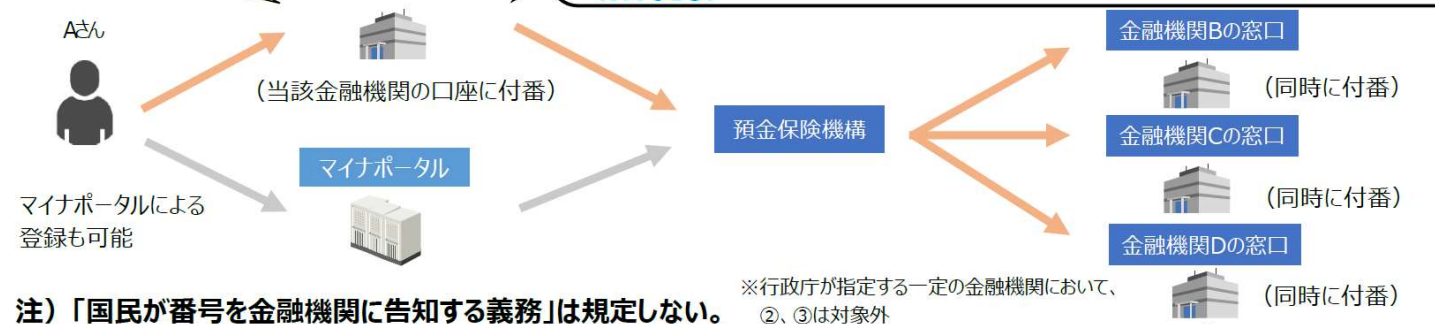 Aさん
(当該金融機関の口座に付番)
マイナポータル
マイナポータルによる
登録も可能
預金保険機構
金融機関Bの窓口
(同時に付番)
金融機関Cの窓口
(同時に付番)
金融機関Dの窓口
(同時に付番)
注)「国民が番号を金融機関に告知する義務」は規定しない。
※行政庁が指定する一定の金融機関において、
②、③は対象外